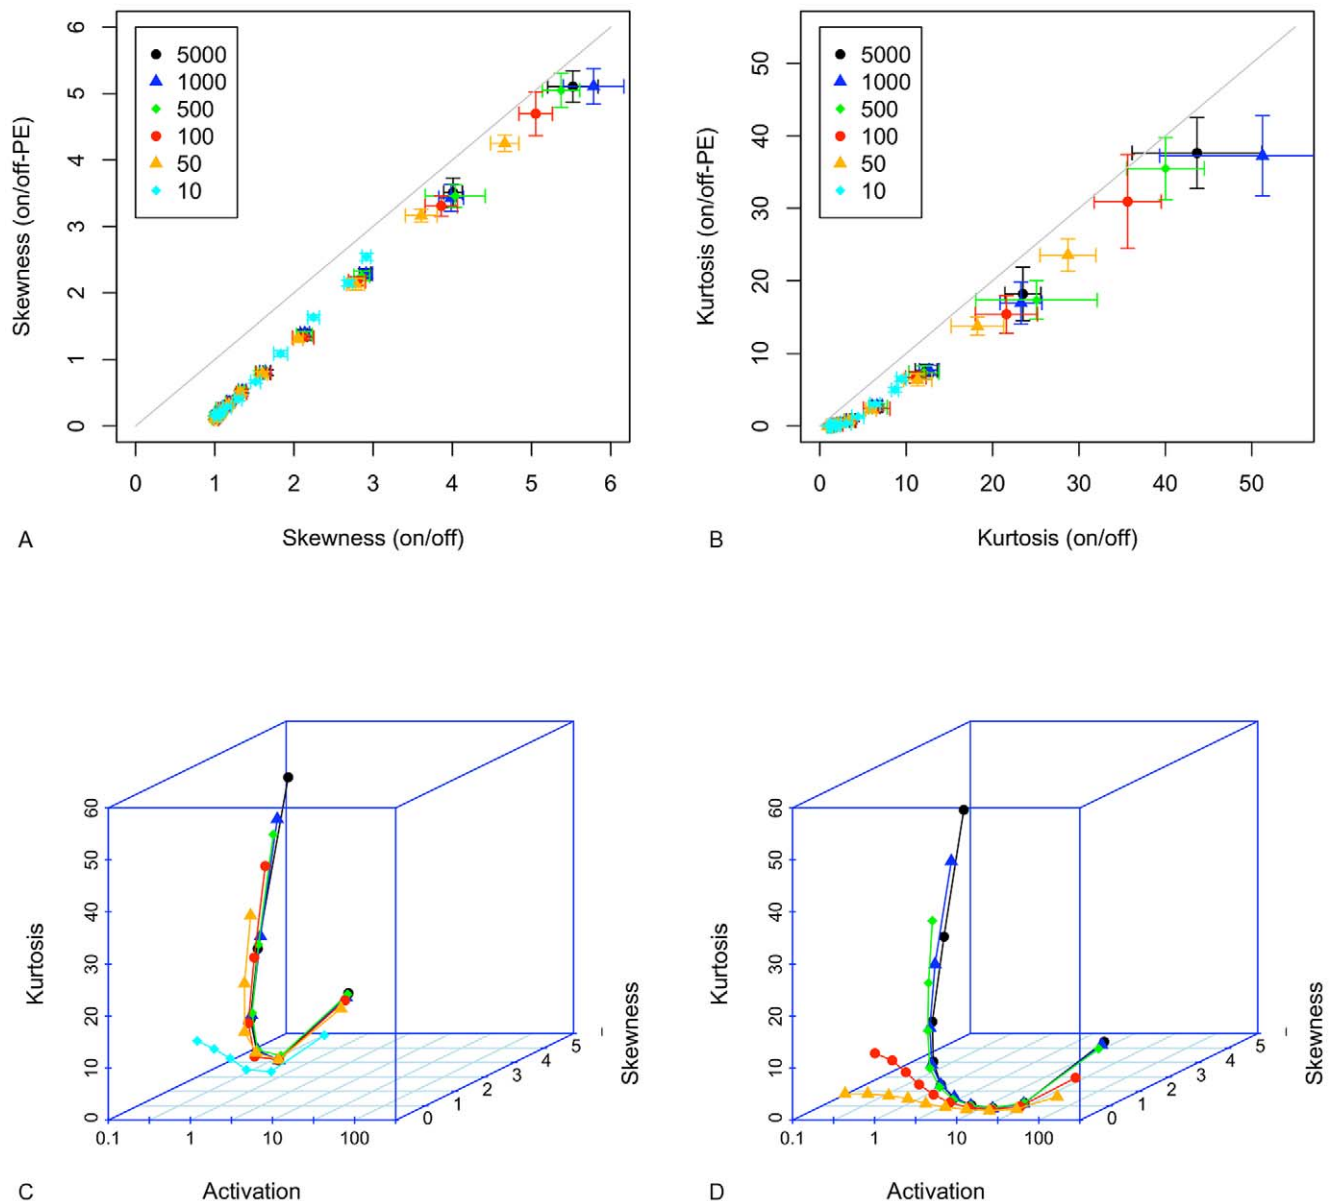 6
5
4
3
2
1
0
Skewness (on/off-PE)
5000
1000
500
100
50
10
0 1 2 3 4 5 6
A Skewness (on/off)
50
40
30
20
10
0
Kurtosis (on/off-PE)
5000
1000
500
100
50
10
0 10 20 30 40 50
B Kurtosis (on/off)
60
50
40
30
20
10
0
Kurtosis
0.1 1 10 100
0 1 2 3 4 5
Skewness
C Activation
60
50
40
30
20
10
0
Kurtosis
0.1 1 10 100
0 1 2 3 4 5
Skewness
D Activation